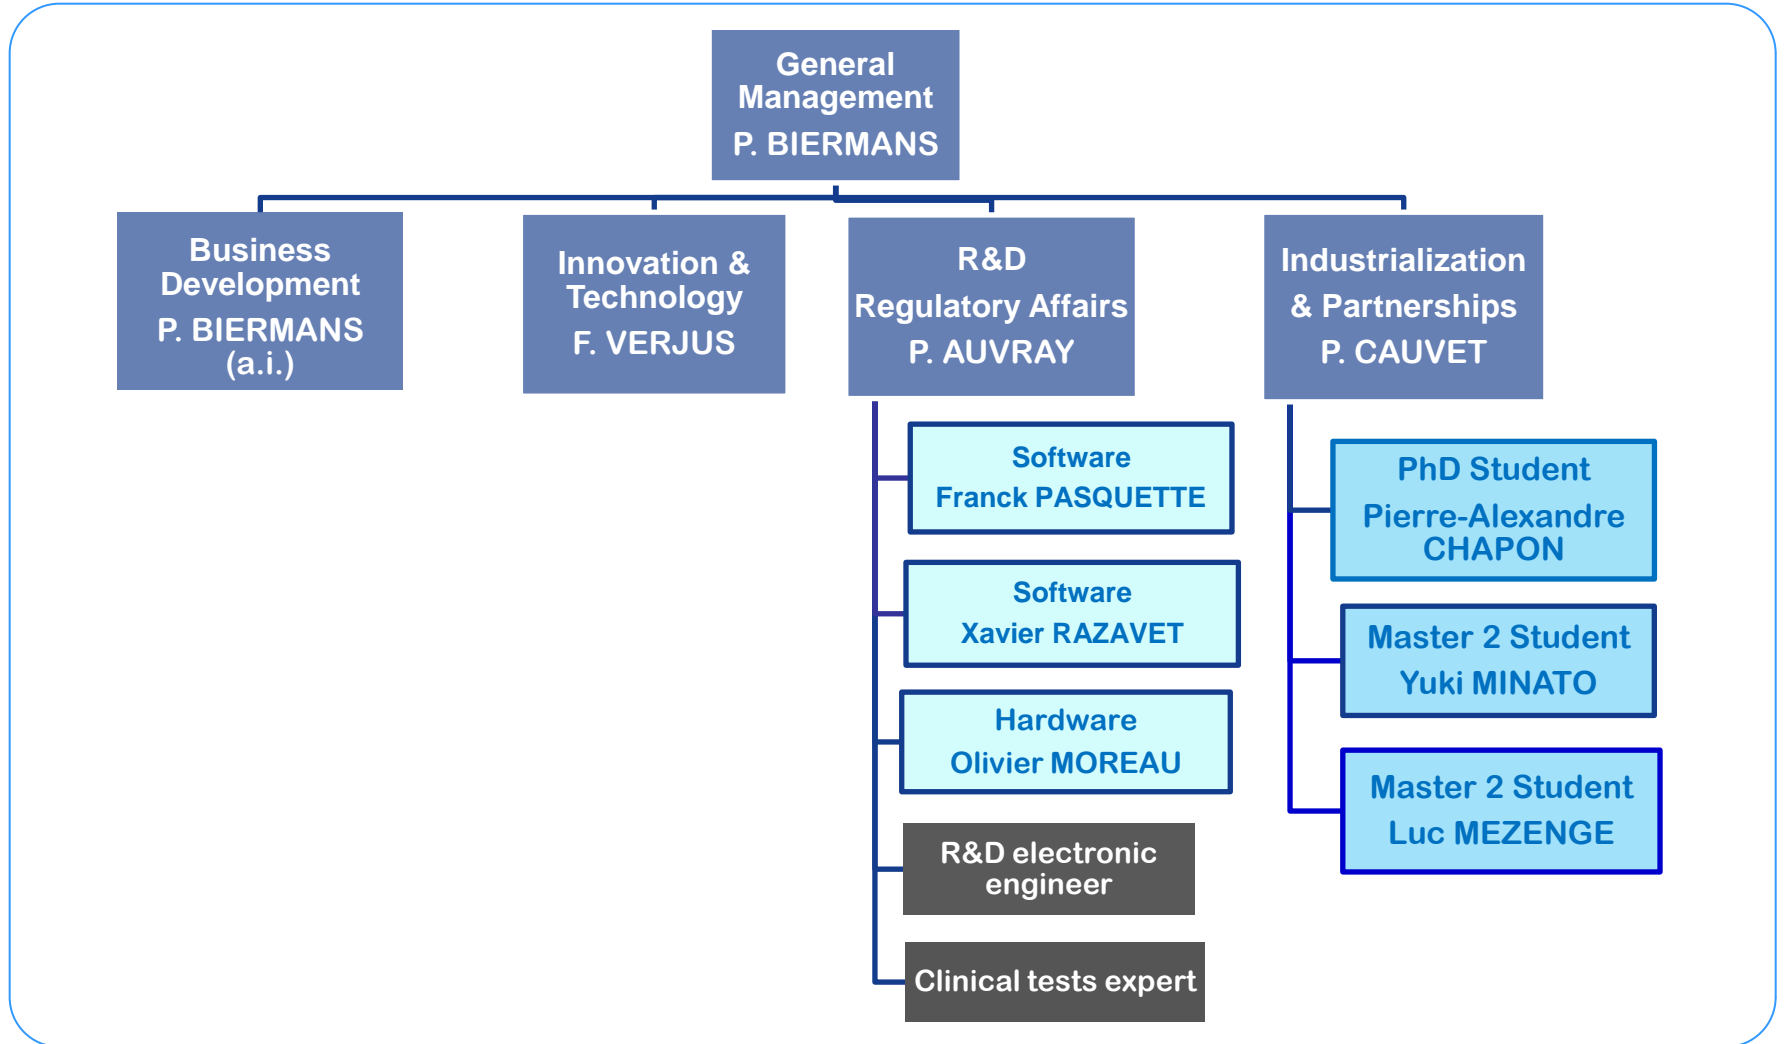 General
Management
P. BIERMANS
Business
Development
P. BIERMANS
(a.i.)
Innovation &
Technology
F. VERJUS
R&D
Regulatory Affairs
P. AUVRAY
Industrialization
& Partnerships
P. CAUVET
Software
Franck PASQUETTE
Software
Xavier RAZAVET
Hardware
Olivier MOREAU
R&D electronic
engineer
Clinical tests expert
PhD Student
Pierre-Alexandre
CHAPON
Master 2 Student
Yuki MINATO
Master 2 Student
Luc MEZENGE